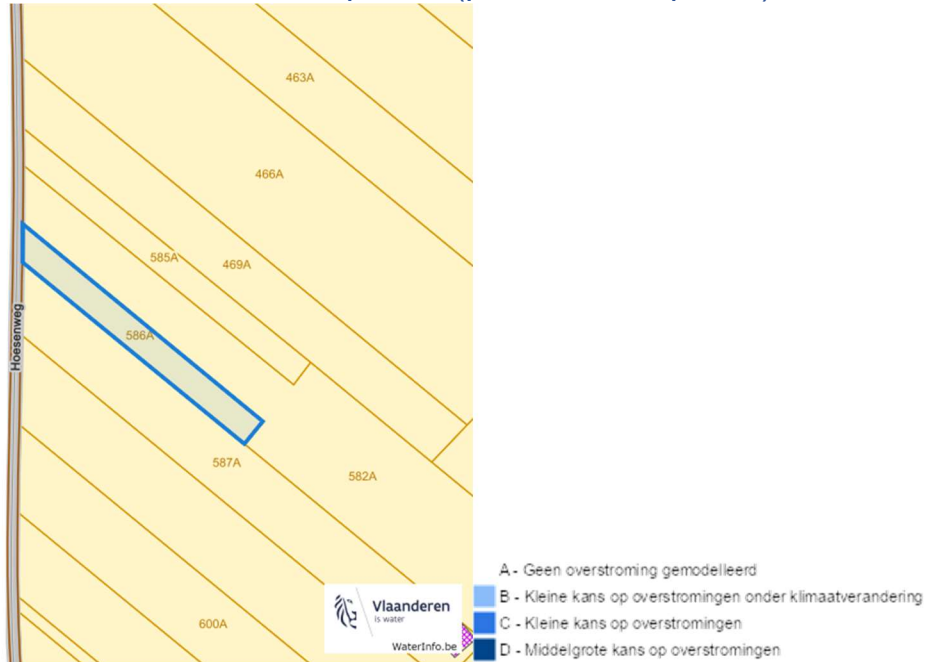 463A
466A
585A
469A
586A
Hoesenweg
587A
582A
600A
Vlaanderen
is water
WaterInfo.be
A - Geen overstroming gemodelleerd
B - Kleine kans op overstromingen onder klimaatverandering
C - Kleine kans op overstromingen
D - Middelgrote kans op overstromingen